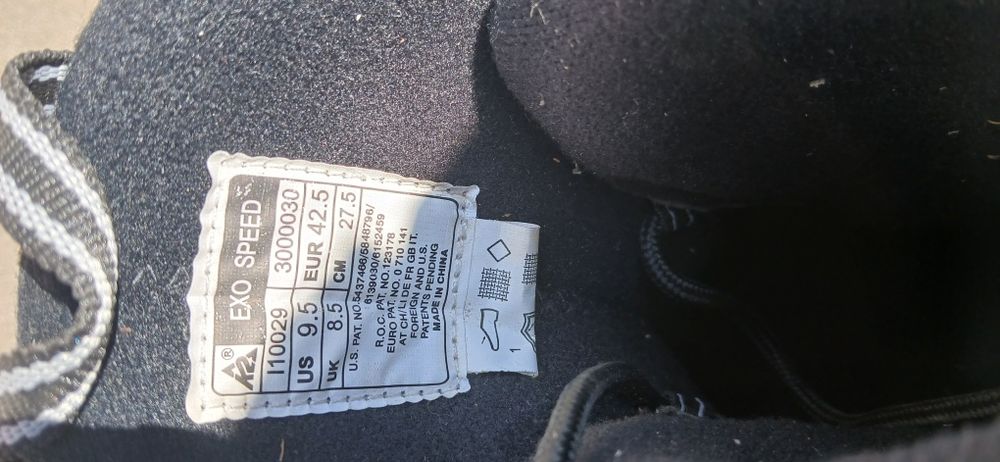 K2® EXO SPEED
I10029 3000030
US 9.5 EUR 42.5
UK 8.5 CM 27.5
U.S. PAT. NO.5437466/5848796/
6139030/6152459
R.O.C. PAT. NO.123178
EURO PAT. NO. 0 710 141
AT CH/LI DE FR GB IT.
FOREIGN AND U.S.
PATENTS PENDING
MADE IN CHINA
1